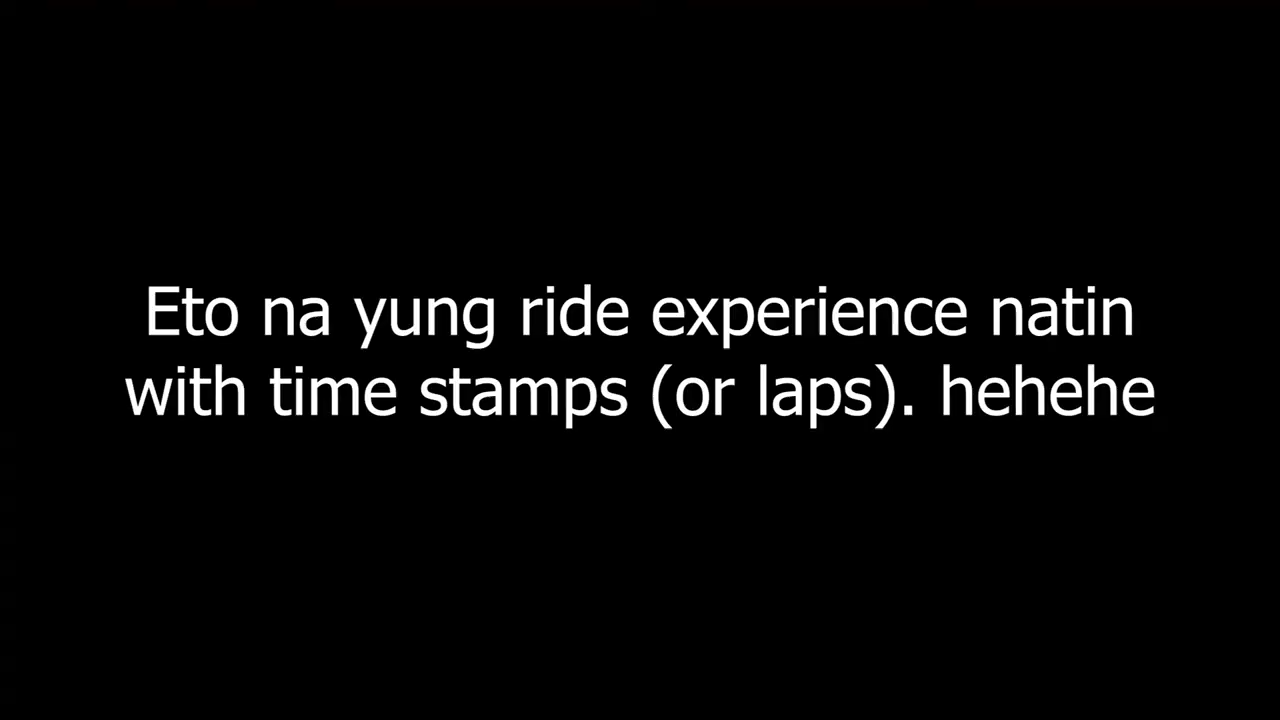 Eto na yung ride experience natin
with time stamps (or laps). hehehe